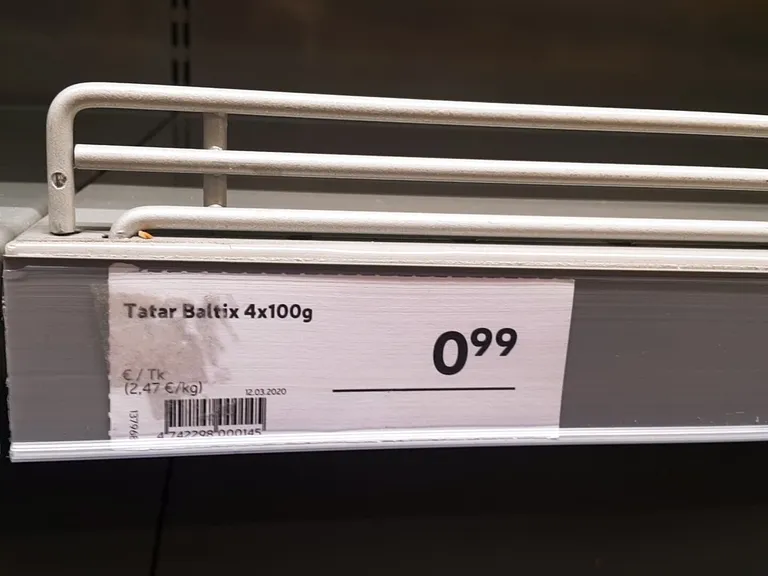 Tatar Baltix 4x100g
0⁹⁹
€/Tk
(2,47 €/kg)
12.03.2020
4 742298 000145